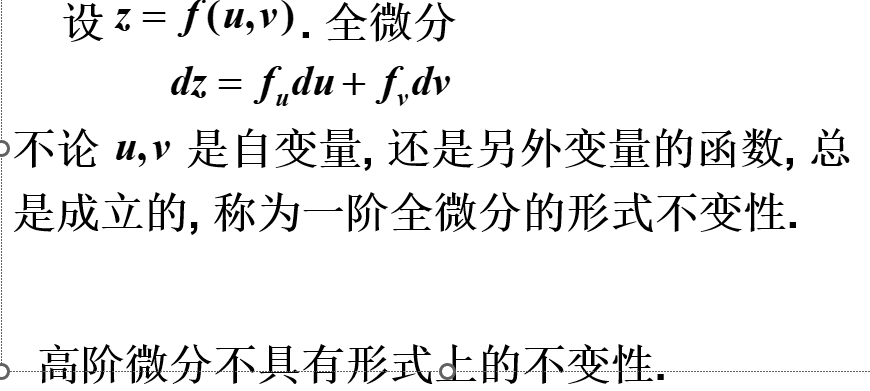 设 z = f(u,v). 全微分
dz = f_u du + f_v dv
不论 u,v 是自变量, 还是另外变量的函数, 总
是成立的, 称为一阶全微分的形式不变性.
高阶微分不具有形式上的不变性.